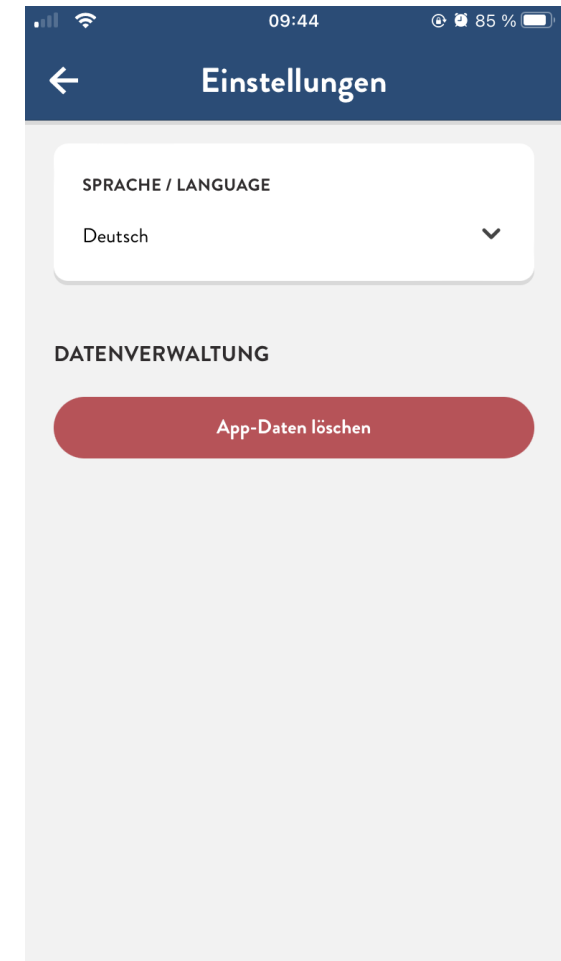 09:44
85 %
Einstellungen
SPRACHE / LANGUAGE
Deutsch
DATENVERWALTUNG
App-Daten löschen